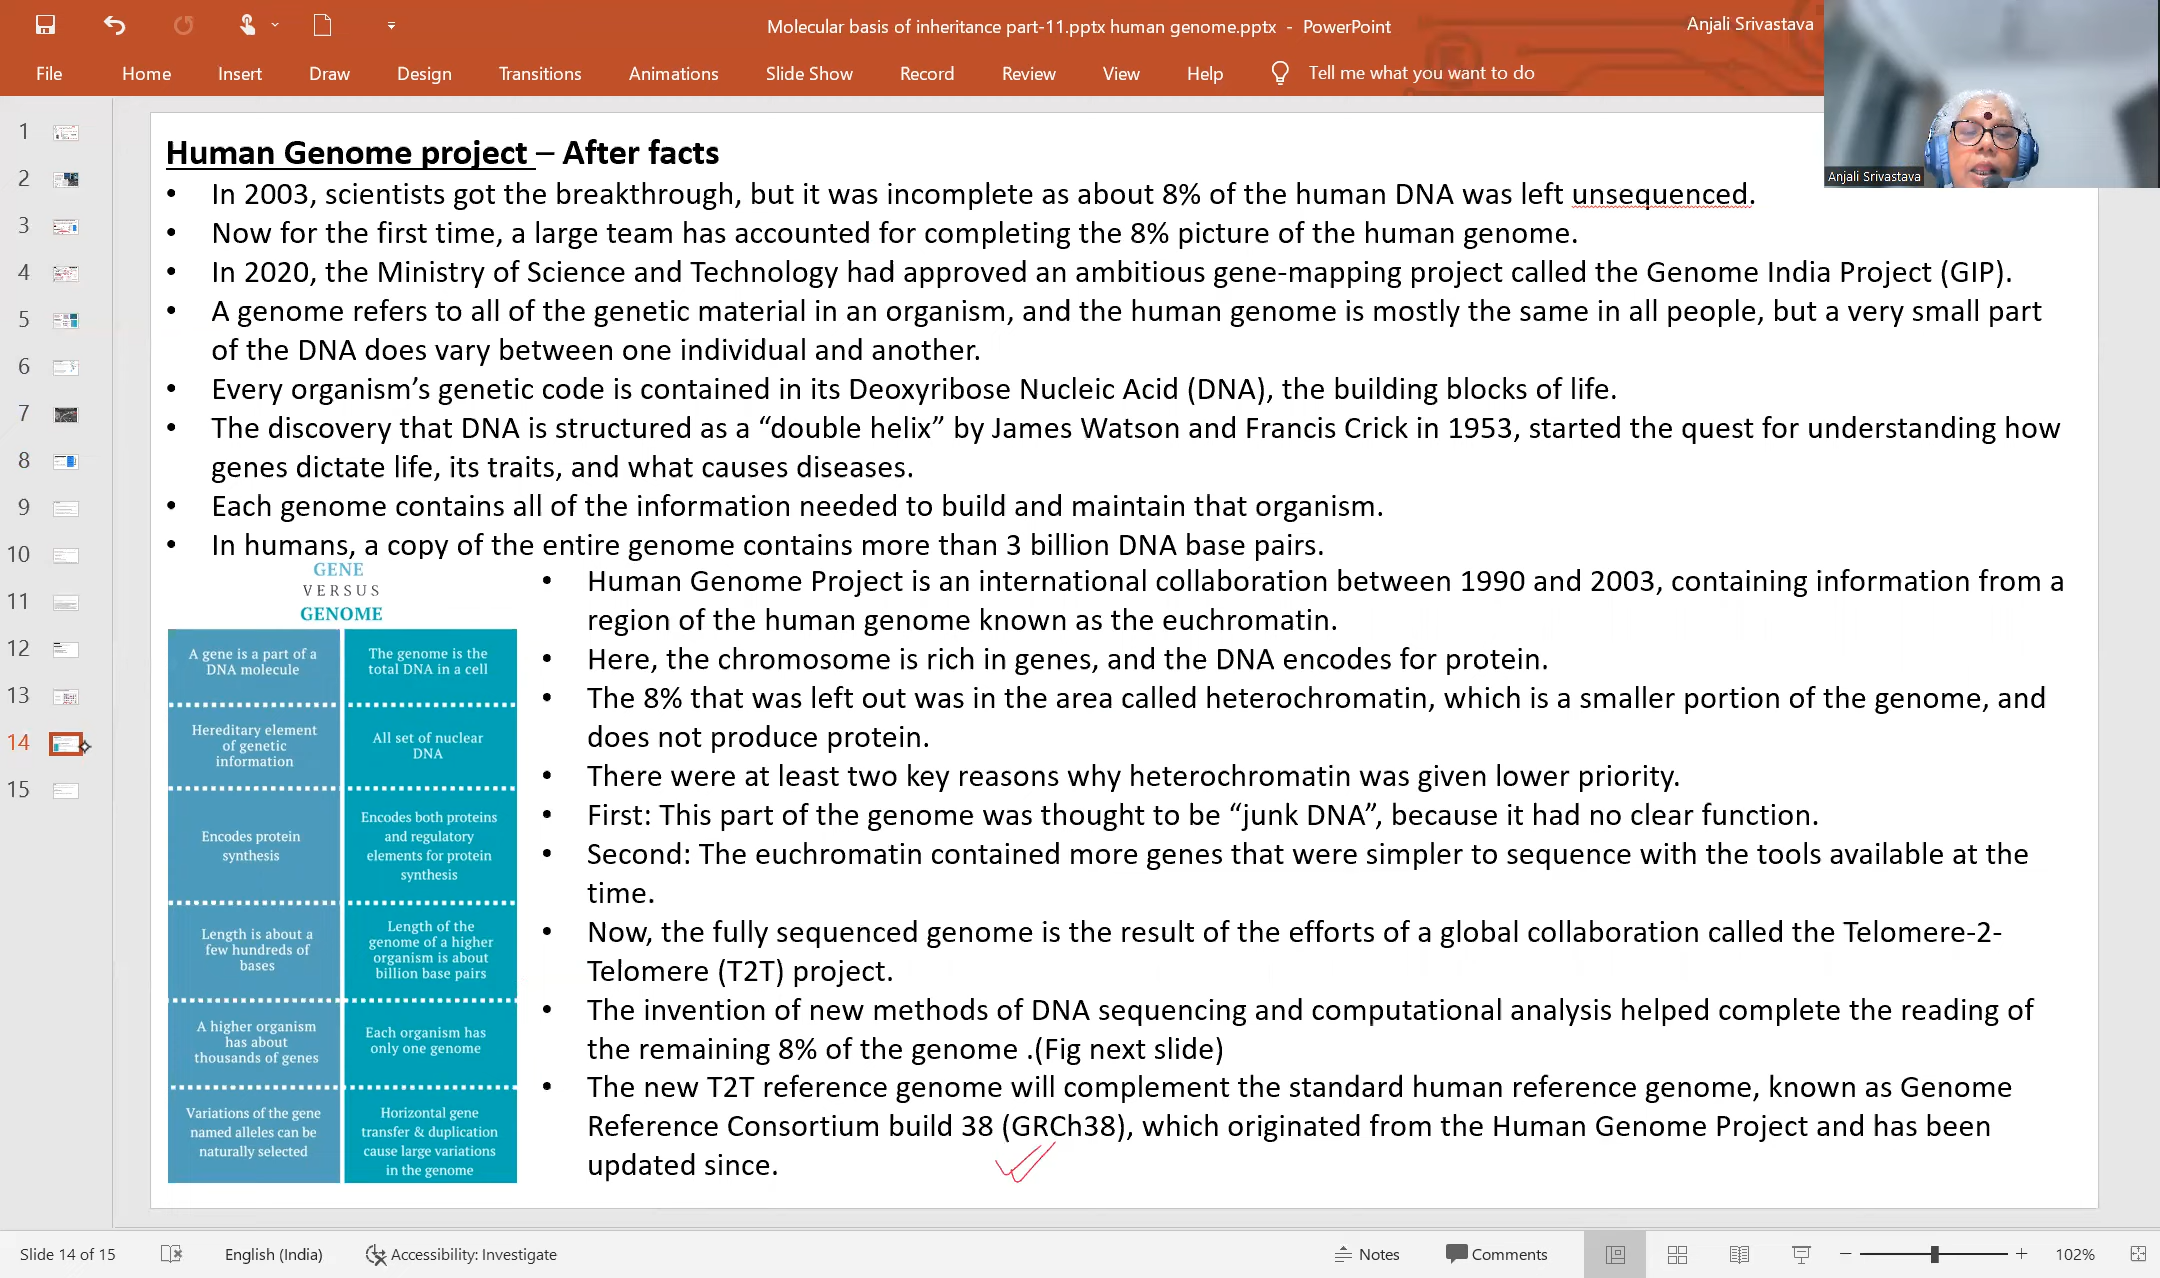 Molecular basis of inheritance part-11.pptx human genome.pptx - PowerPoint
Anjali Srivastava
File Home Insert Draw Design Transitions Animations Slide Show Record Review View Help Tell me what you want to do
Anjali Srivastava
1
2
3
4
5
6
7
8
9
10
11
12
13
14
15
Human Genome project – After facts
• In 2003, scientists got the breakthrough, but it was incomplete as about 8% of the human DNA was left unsequenced.
• Now for the first time, a large team has accounted for completing the 8% picture of the human genome.
• In 2020, the Ministry of Science and Technology had approved an ambitious gene-mapping project called the Genome India Project (GIP).
• A genome refers to all of the genetic material in an organism, and the human genome is mostly the same in all people, but a very small part
of the DNA does vary between one individual and another.
• Every organism’s genetic code is contained in its Deoxyribose Nucleic Acid (DNA), the building blocks of life.
• The discovery that DNA is structured as a “double helix” by James Watson and Francis Crick in 1953, started the quest for understanding how
genes dictate life, its traits, and what causes diseases.
• Each genome contains all of the information needed to build and maintain that organism.
• In humans, a copy of the entire genome contains more than 3 billion DNA base pairs.
GENE
VERSUS
GENOME
A gene is a part of a
DNA molecule
The genome is the
total DNA in a cell
Hereditary element
of genetic
information
All set of nuclear
DNA
Encodes protein
synthesis
Encodes both proteins
and regulatory
elements for protein
synthesis
Length is about a
few hundreds of
bases
Length of the
genome of a higher
organism is about
billion base pairs
A higher organism
has about
thousands of genes
Each organism has
only one genome
Variations of the gene
named alleles can be
naturally selected
Horizontal gene
transfer & duplication
cause large variations
in the genome
• Human Genome Project is an international collaboration between 1990 and 2003, containing information from a
region of the human genome known as the euchromatin.
• Here, the chromosome is rich in genes, and the DNA encodes for protein.
• The 8% that was left out was in the area called heterochromatin, which is a smaller portion of the genome, and
does not produce protein.
• There were at least two key reasons why heterochromatin was given lower priority.
• First: This part of the genome was thought to be “junk DNA”, because it had no clear function.
• Second: The euchromatin contained more genes that were simpler to sequence with the tools available at the
time.
• Now, the fully sequenced genome is the result of the efforts of a global collaboration called the Telomere-2-
Telomere (T2T) project.
• The invention of new methods of DNA sequencing and computational analysis helped complete the reading of
the remaining 8% of the genome .(Fig next slide)
• The new T2T reference genome will complement the standard human reference genome, known as Genome
Reference Consortium build 38 (GRCh38), which originated from the Human Genome Project and has been
updated since.
Slide 14 of 15 English (India) Accessibility: Investigate Notes Comments 102%